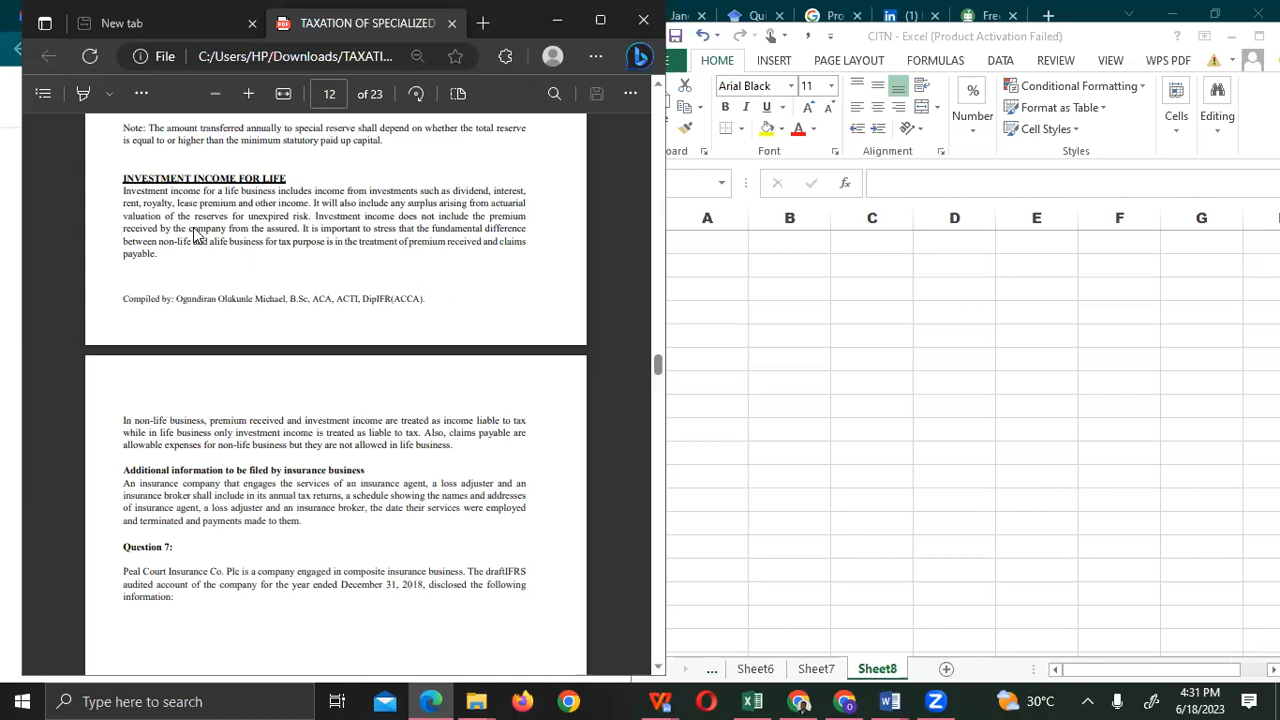 New tab
TAXATION OF SPECIALIZED
File
C:/Users/HP/Downloads/TAXATI...
12 of 23
Note: The amount transferred annually to special reserve shall depend on whether the total reserve
is equal to or higher than the minimum statutory paid up capital.
INVESTMENT INCOME FOR LIFE
Investment income for a life business includes income from investments such as dividend, interest,
rent, royalty, lease premium and other income. It will also include any surplus arising from actuarial
valuation of the reserves for unexpired risk. Investment income does not include the premium
received by the company from the assured. It is important to stress that the fundamental difference
between non-life and alife business for tax purpose is in the treatment of premium received and claims
payable.
Compiled by: Ogundiran Olukunle Michael, B.Sc, ACA, ACTI, DipIFR(ACCA).
In non-life business, premium received and investment income are treated as income liable to tax
while in life business only investment income is treated as liable to tax. Also, claims payable are
allowable expenses for non-life business but they are not allowed in life business.
Additional information to be filed by insurance business
An insurance company that engages the services of an insurance agent, a loss adjuster and an
insurance broker shall include in its annual tax returns, a schedule showing the names and addresses
of insurance agent, a loss adjuster and an insurance broker, the date their services were employed
and terminated and payments made to them.
Question 7:
Peal Court Insurance Co. Plc is a company engaged in composite insurance business. The draftIFRS
audited account of the company for the year ended December 31, 2018, disclosed the following
information:
Jan
Fre
CITN - Excel (Product Activation Failed)
HOME INSERT PAGE LAYOUT FORMULAS DATA REVIEW VIEW WPS PDF
Arial Black 11
B I U
Font
Alignment
%
Number
Conditional Formatting
Format as Table
Cell Styles
Styles
Cells
Editing
fx
A B C D E F G
... Sheet6 Sheet7 Sheet8
Type here to search
30°C
4:31 PM
6/18/2023